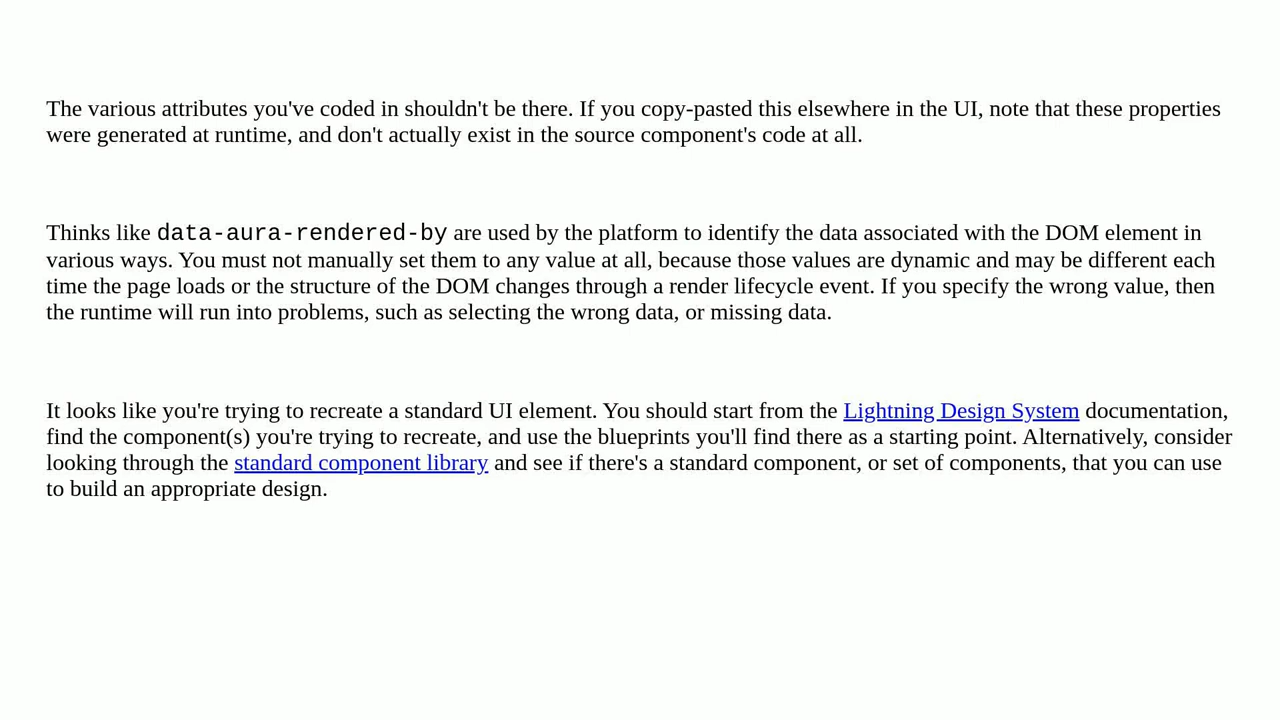 The various attributes you've coded in shouldn't be there. If you copy-pasted this elsewhere in the UI, note that these properties
were generated at runtime, and don't actually exist in the source component's code at all.
Thinks like data-aura-rendered-by are used by the platform to identify the data associated with the DOM element in
various ways. You must not manually set them to any value at all, because those values are dynamic and may be different each
time the page loads or the structure of the DOM changes through a render lifecycle event. If you specify the wrong value, then
the runtime will run into problems, such as selecting the wrong data, or missing data.
It looks like you're trying to recreate a standard UI element. You should start from the Lightning Design System documentation,
find the component(s) you're trying to recreate, and use the blueprints you'll find there as a starting point. Alternatively, consider
looking through the standard component library and see if there's a standard component, or set of components, that you can use
to build an appropriate design.